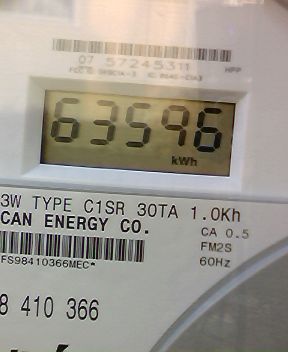 07 57245311
HPP
63596
kWh
3W TYPE C1SR 30TA 1.0Kh
CAN ENERGY CO.
CA 0.5
FM2S
60Hz
FS98410366MEC*
8 410 366